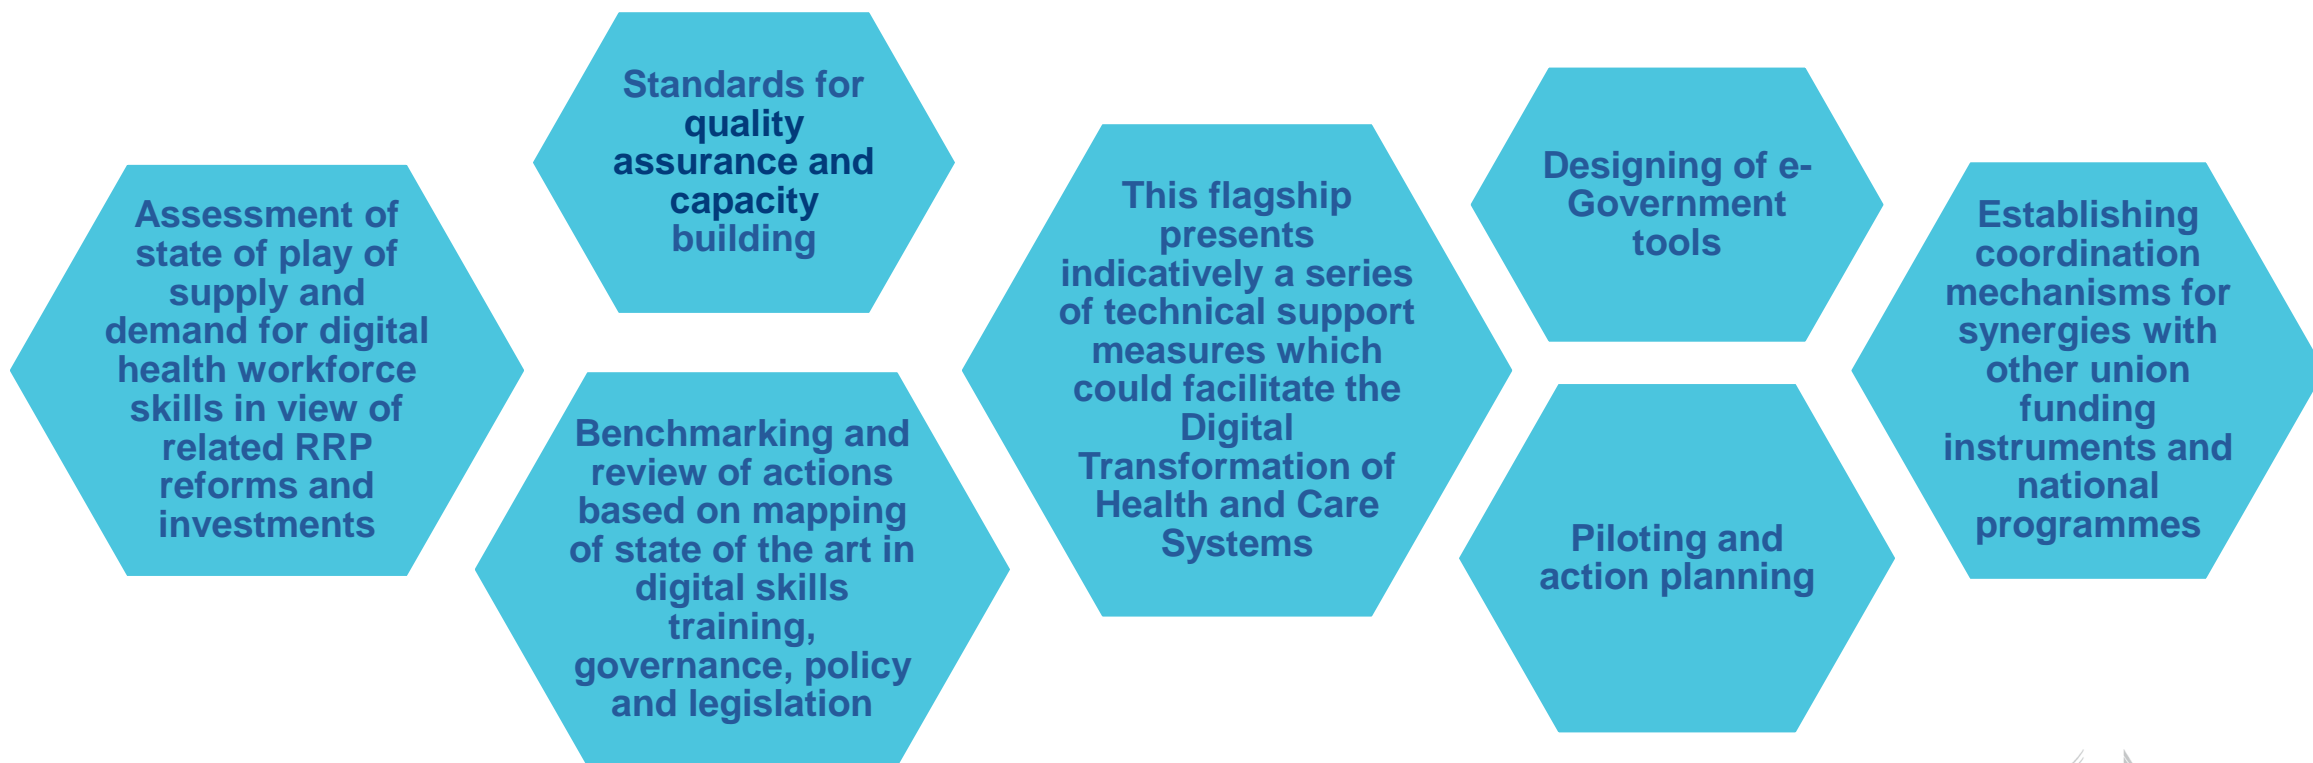 Assessment of
state of play of
supply and
demand for digital
health workforce
skills in view of
related RRP
reforms and
investments
Standards for
quality
assurance and
capacity
building
Benchmarking and
review of actions
based on mapping
of state of the art in
digital skills
training,
governance, policy
and legislation
This flagship
presents
indicatively a series
of technical support
measures which
could facilitate the
Digital
Transformation of
Health and Care
Systems
Designing of e-
Government
tools
Piloting and
action planning
Establishing
coordination
mechanisms for
synergies with
other union
funding
instruments and
national
programmes